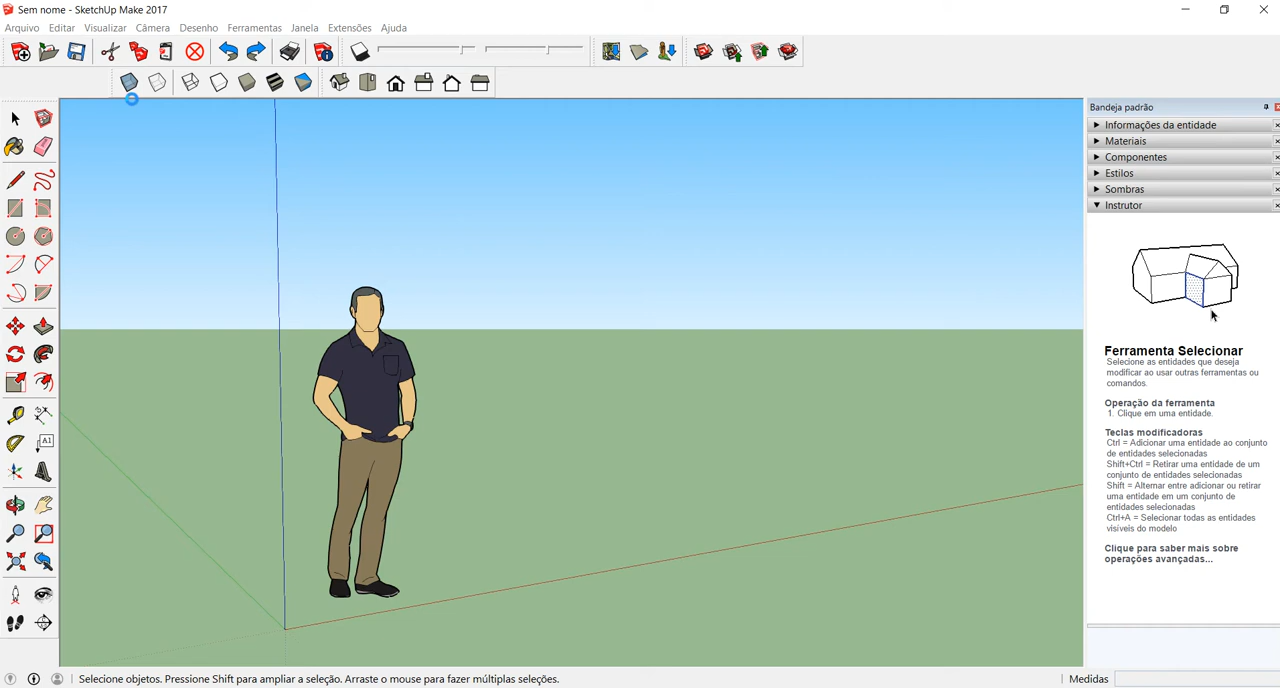 Sem nome - SketchUp Make 2017
Arquivo Editar Visualizar Câmera Desenho Ferramentas Janela Extensões Ajuda
Bandeja padrão
Informações da entidade
Materiais
Componentes
Estilos
Sombras
Instrutor
Ferramenta Selecionar
Selecione as entidades que deseja
modificar ao usar outras ferramentas ou
comandos.
Operação da ferramenta
1. Clique em uma entidade.
Teclas modificadoras
Ctrl = Adicionar uma entidade ao conjunto
de entidades selecionadas
Shift+Ctrl = Retirar uma entidade de um
conjunto de entidades selecionadas
Shift = Alternar entre adicionar ou retirar
uma entidade em um conjunto de
entidades selecionadas
Ctrl+A = Selecionar todas as entidades
visíveis do modelo
Clique para saber mais sobre
operações avançadas...
A1
Selecione objetos. Pressione Shift para ampliar a seleção. Arraste o mouse para fazer múltiplas seleções.
Medidas